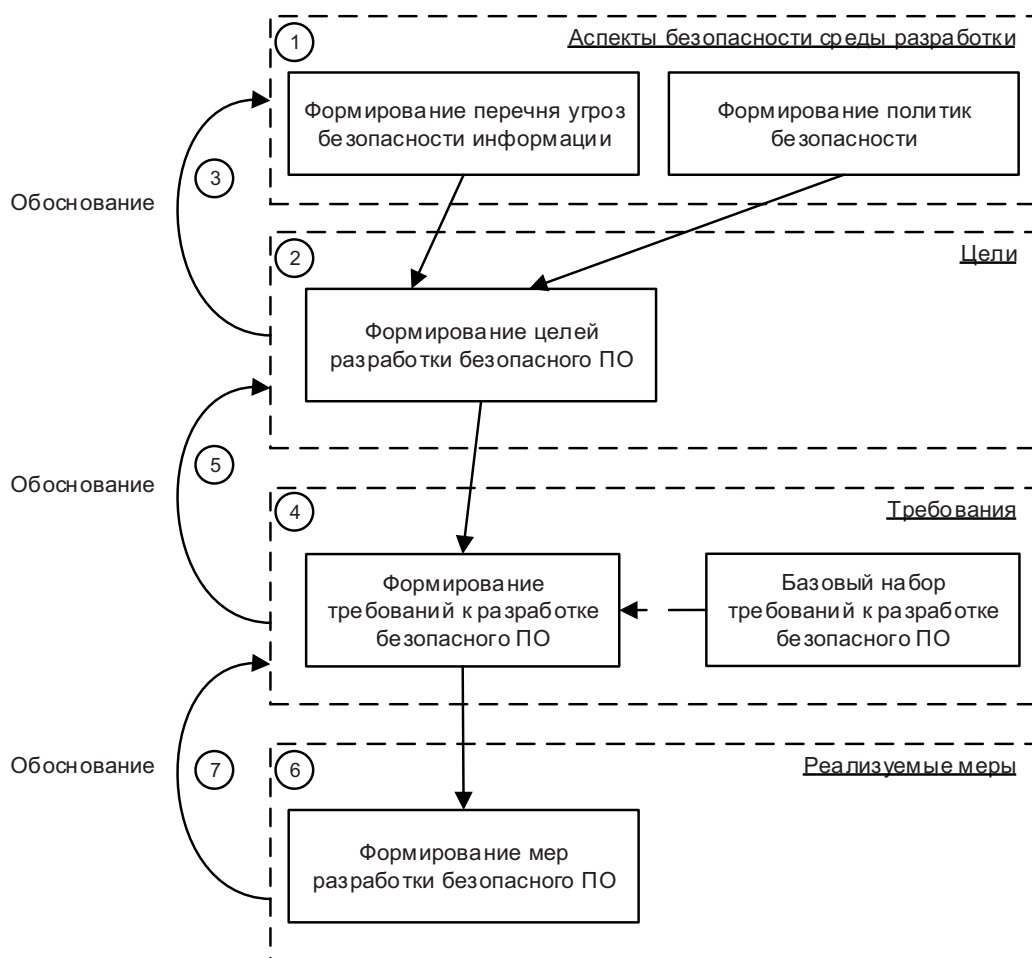 1
Аспекты безопасности среды разработки
Формирование перечня угроз
безопасности информации
Формирование политик
безопасности
3
Обоснование
2
Цели
Формирование целей
разработки безопасного ПО
5
Обоснование
4
Требования
Формирование
требований к разработке
безопасного ПО
Базовый набор
требований к разработке
безопасного ПО
7
Обоснование
6
Реализуемые меры
Формирование мер
разработки безопасного ПО